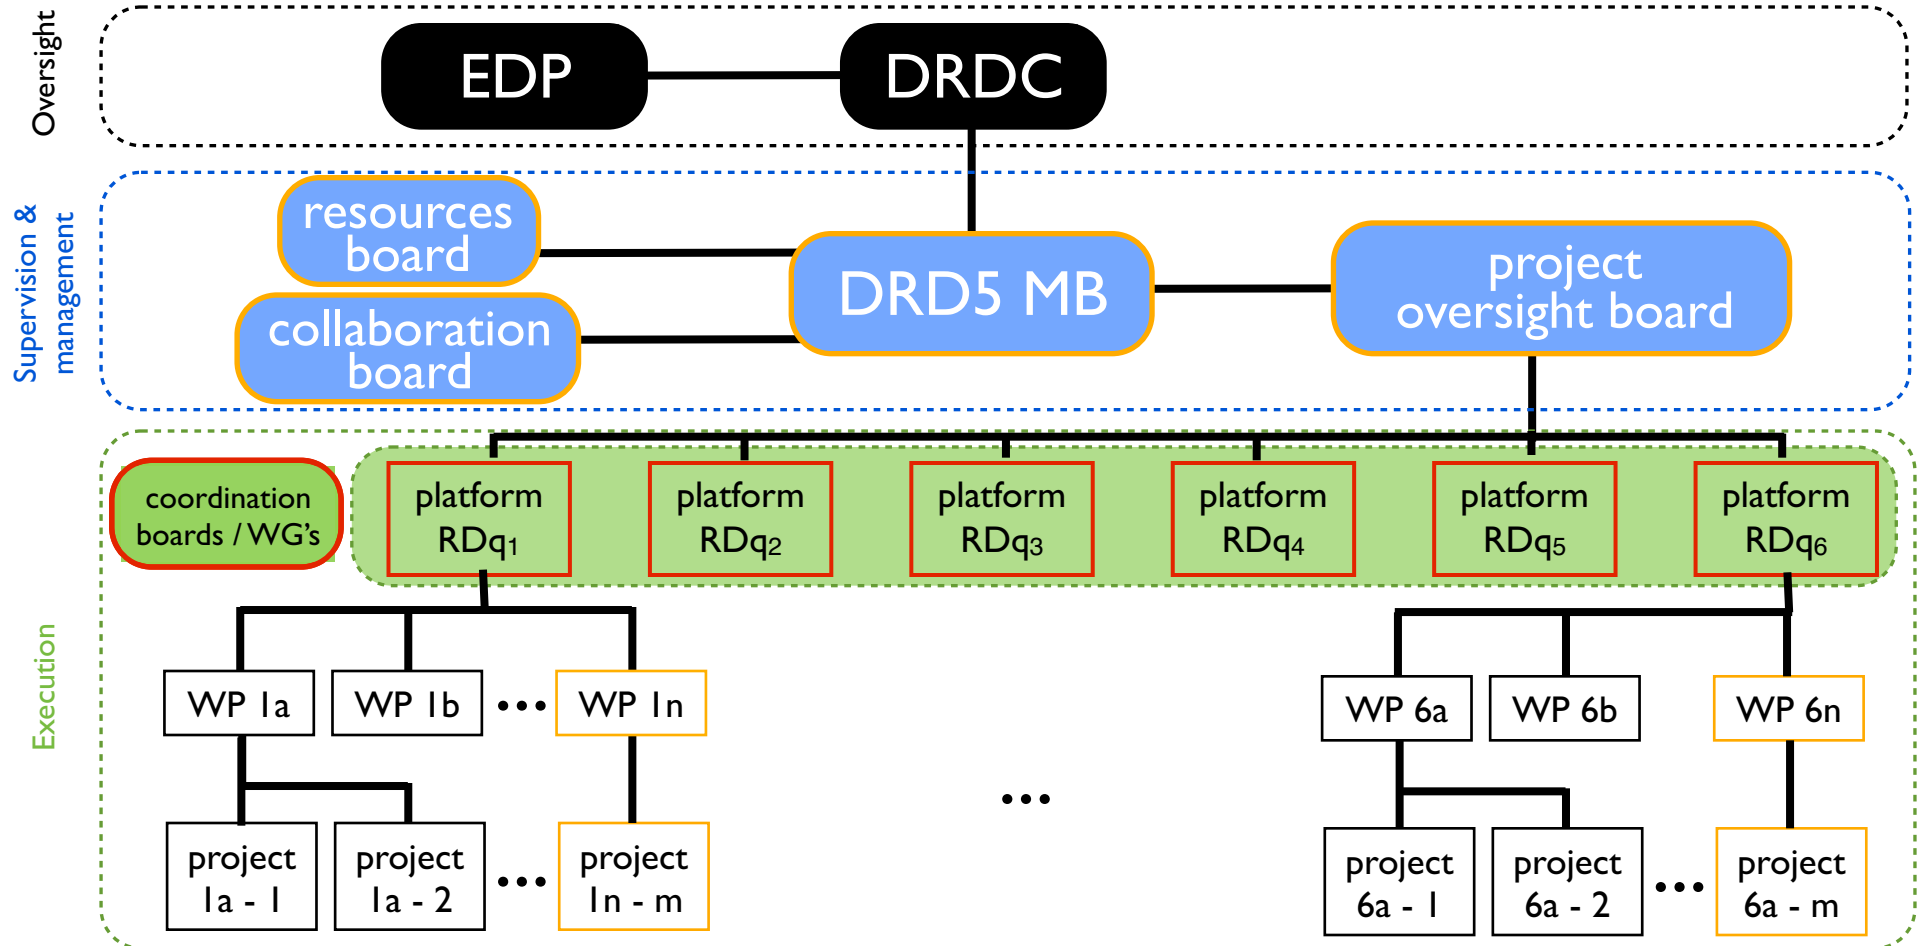 Oversight
EDP
DRDC
Supervision &
management
resources
board
collaboration
board
DRD5 MB
project
oversight board
Execution
coordination
boards / WG's
platform
RDq₁
platform
RDq₂
platform
RDq₃
platform
RDq₄
platform
RDq₅
platform
RDq₆
WP 1a
WP 1b
...
WP 1n
WP 6a
WP 6b
WP 6n
...
project
1a - 1
project
1a - 2
...
project
1n - m
project
6a - 1
project
6a - 2
...
project
6a - m